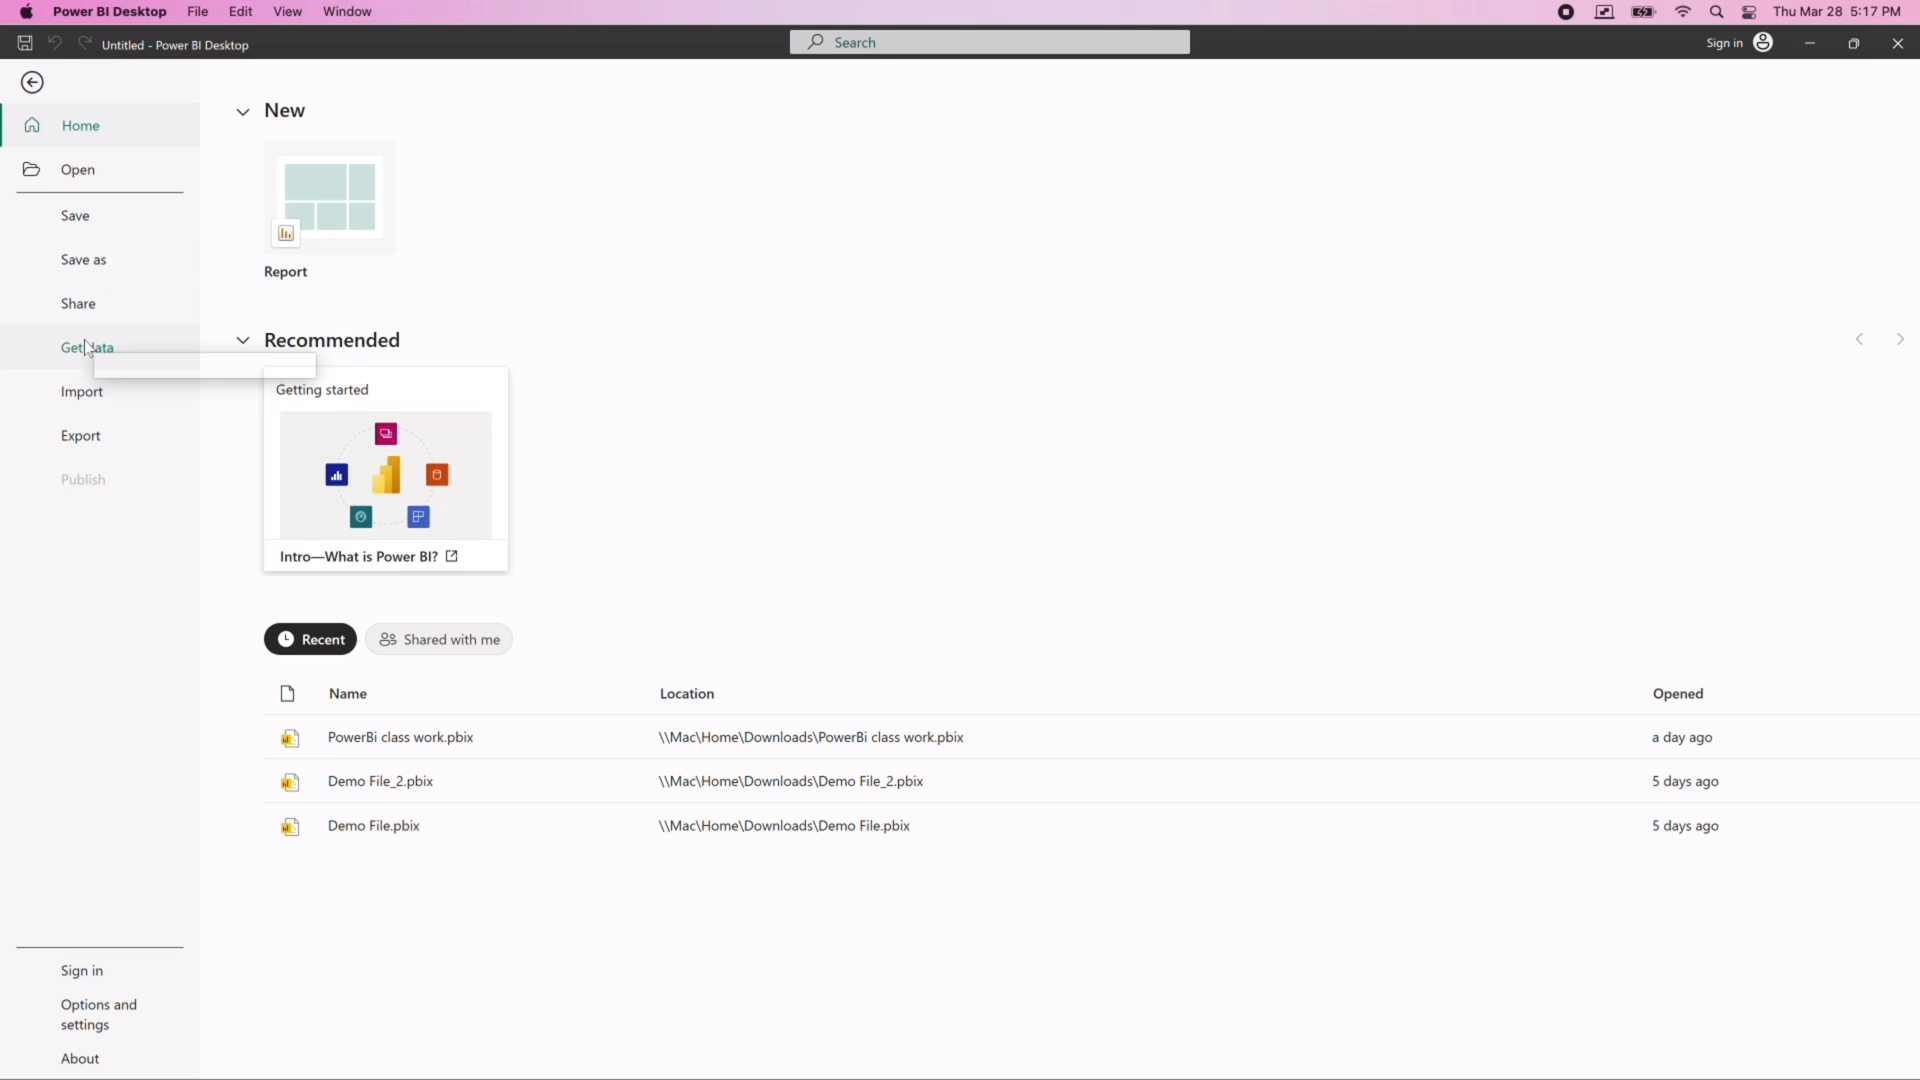 Power BI Desktop File Edit View Window Thu Mar 28 5:17 PM
Untitled - Power BI Desktop Search Sign in
Home
Open
Save
Save as
Share
Get data
Import
Export
Publish
Sign in
Options and
settings
About
New
Report
Recommended
Getting started
Intro—What is Power BI?
Recent Shared with me
Name Location Opened
PowerBi class work.pbix \\Mac\Home\Downloads\PowerBi class work.pbix a day ago
Demo File_2.pbix \\Mac\Home\Downloads\Demo File_2.pbix 5 days ago
Demo File.pbix \\Mac\Home\Downloads\Demo File.pbix 5 days ago